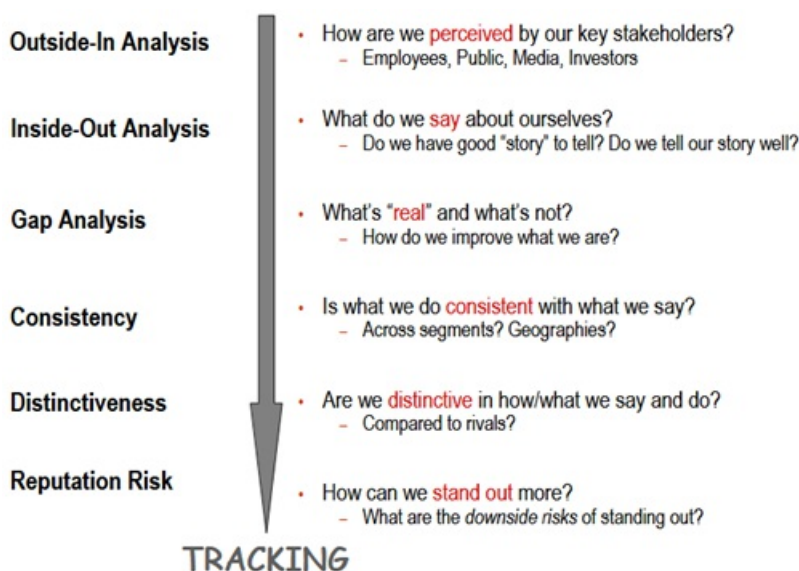 Outside-In Analysis
• How are we perceived by our key stakeholders?
– Employees, Public, Media, Investors
Inside-Out Analysis
• What do we say about ourselves?
– Do we have good “story” to tell? Do we tell our story well?
Gap Analysis
• What's “real” and what's not?
– How do we improve what we are?
Consistency
• Is what we do consistent with what we say?
– Across segments? Geographies?
Distinctiveness
• Are we distinctive in how/what we say and do?
– Compared to rivals?
Reputation Risk
• How can we stand out more?
– What are the downside risks of standing out?
TRACKING